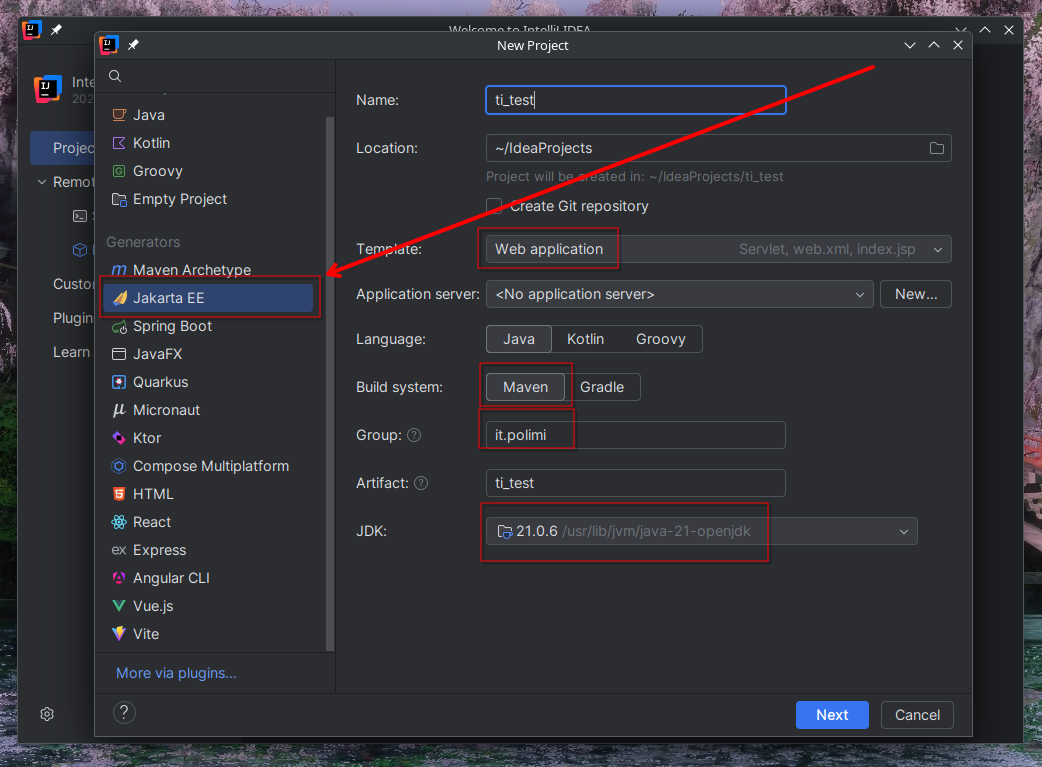 Welcome to IntelliJ IDEA
New Project
Java
Kotlin
Groovy
Empty Project
Generators
Maven Archetype
Jakarta EE
Spring Boot
JavaFX
Quarkus
Micronaut
Ktor
Compose Multiplatform
HTML
React
ex Express
Angular CLI
Vue.js
Vite
More via plugins...
?
Name: ti_test
Location: ~/IdeaProjects
Project will be created in: ~/IdeaProjects/ti_test
Create Git repository
Template: Web application Servlet, web.xml, index.jsp
Application server: <No application server> New...
Language: Java Kotlin Groovy
Build system: Maven Gradle
Group: ? it.polimi
Artifact: ? ti_test
JDK: 21.0.6 /usr/lib/jvm/java-21-openjdk
Next Cancel
IJ
Projec
Remot
Custo
Plugin
Learn